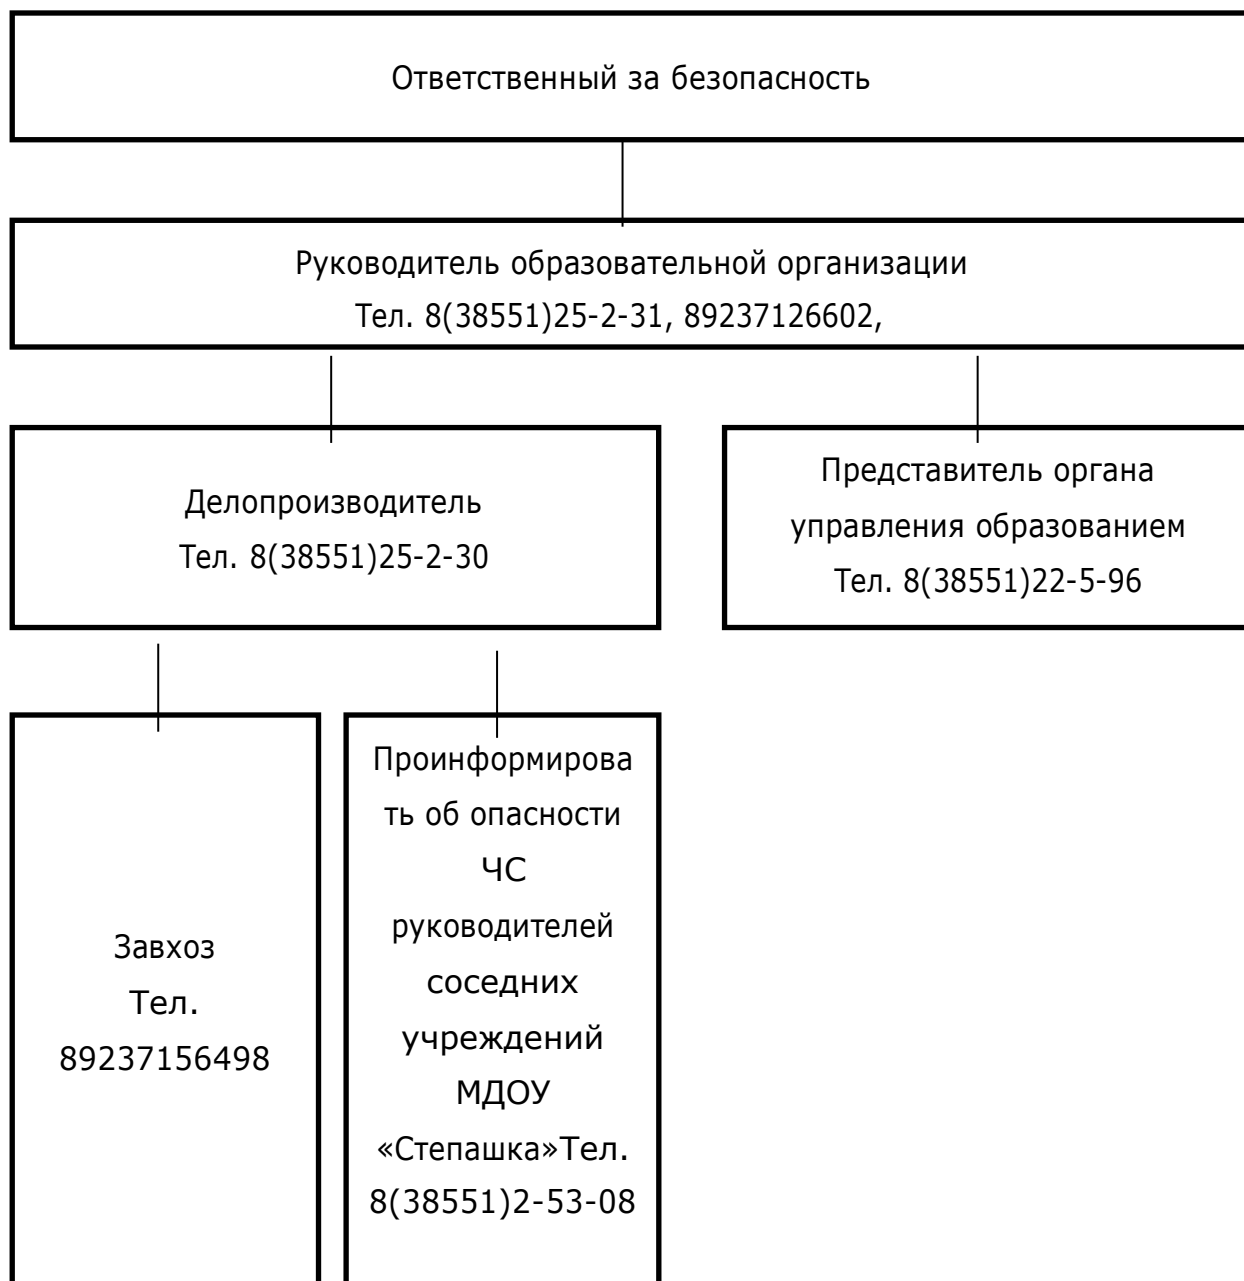 Ответственный за безопасность
Руководитель образовательной организации
Тел. 8(38551)25-2-31, 89237126602,
Делопроизводитель
Тел. 8(38551)25-2-30
Представитель органа
управления образованием
Тел. 8(38551)22-5-96
Завхоз
Тел.
89237156498
Проинформирова
ть об опасности
ЧС
руководителей
соседних
учреждений
МДОУ
«Степашка»Тел.
8(38551)2-53-08